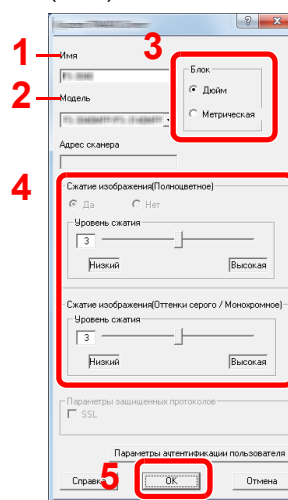 1
Имя
3
Блок
Дюйм
Метрическая
2
Модель
Адрес сканера
4
Сжатие изображения(Полноцветное)
Да Нет
Уровень сжатия
3
Низкий Высокая
Сжатие изображения(Оттенки серого / Монохромное)
Уровень сжатия
3
Низкий Высокая
Параметры защищенных протоколов
SSL
Параметры аутентификации пользователя
5
Справка OK Отмена